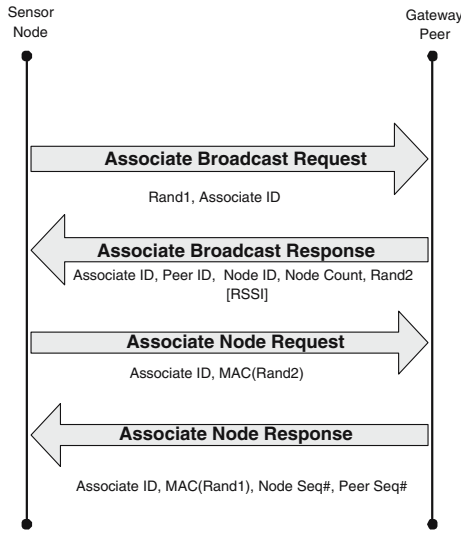 Sensor
Node
Gateway
Peer
Associate Broadcast Request
Rand1, Associate ID
Associate Broadcast Response
Associate ID, Peer ID, Node ID, Node Count, Rand2
[RSSI]
Associate Node Request
Associate ID, MAC(Rand2)
Associate Node Response
Associate ID, MAC(Rand1), Node Seq#, Peer Seq#